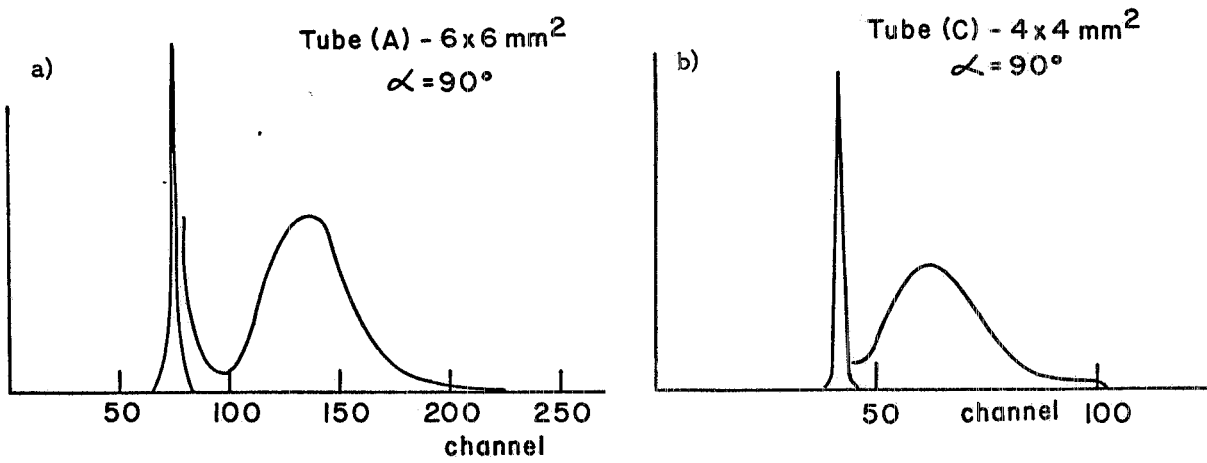 a)
Tube (A) - 6x6 mm²
α = 90°
50 100 150 200 250
channel
b)
Tube (C) - 4x4 mm²
α = 90°
50 channel 100